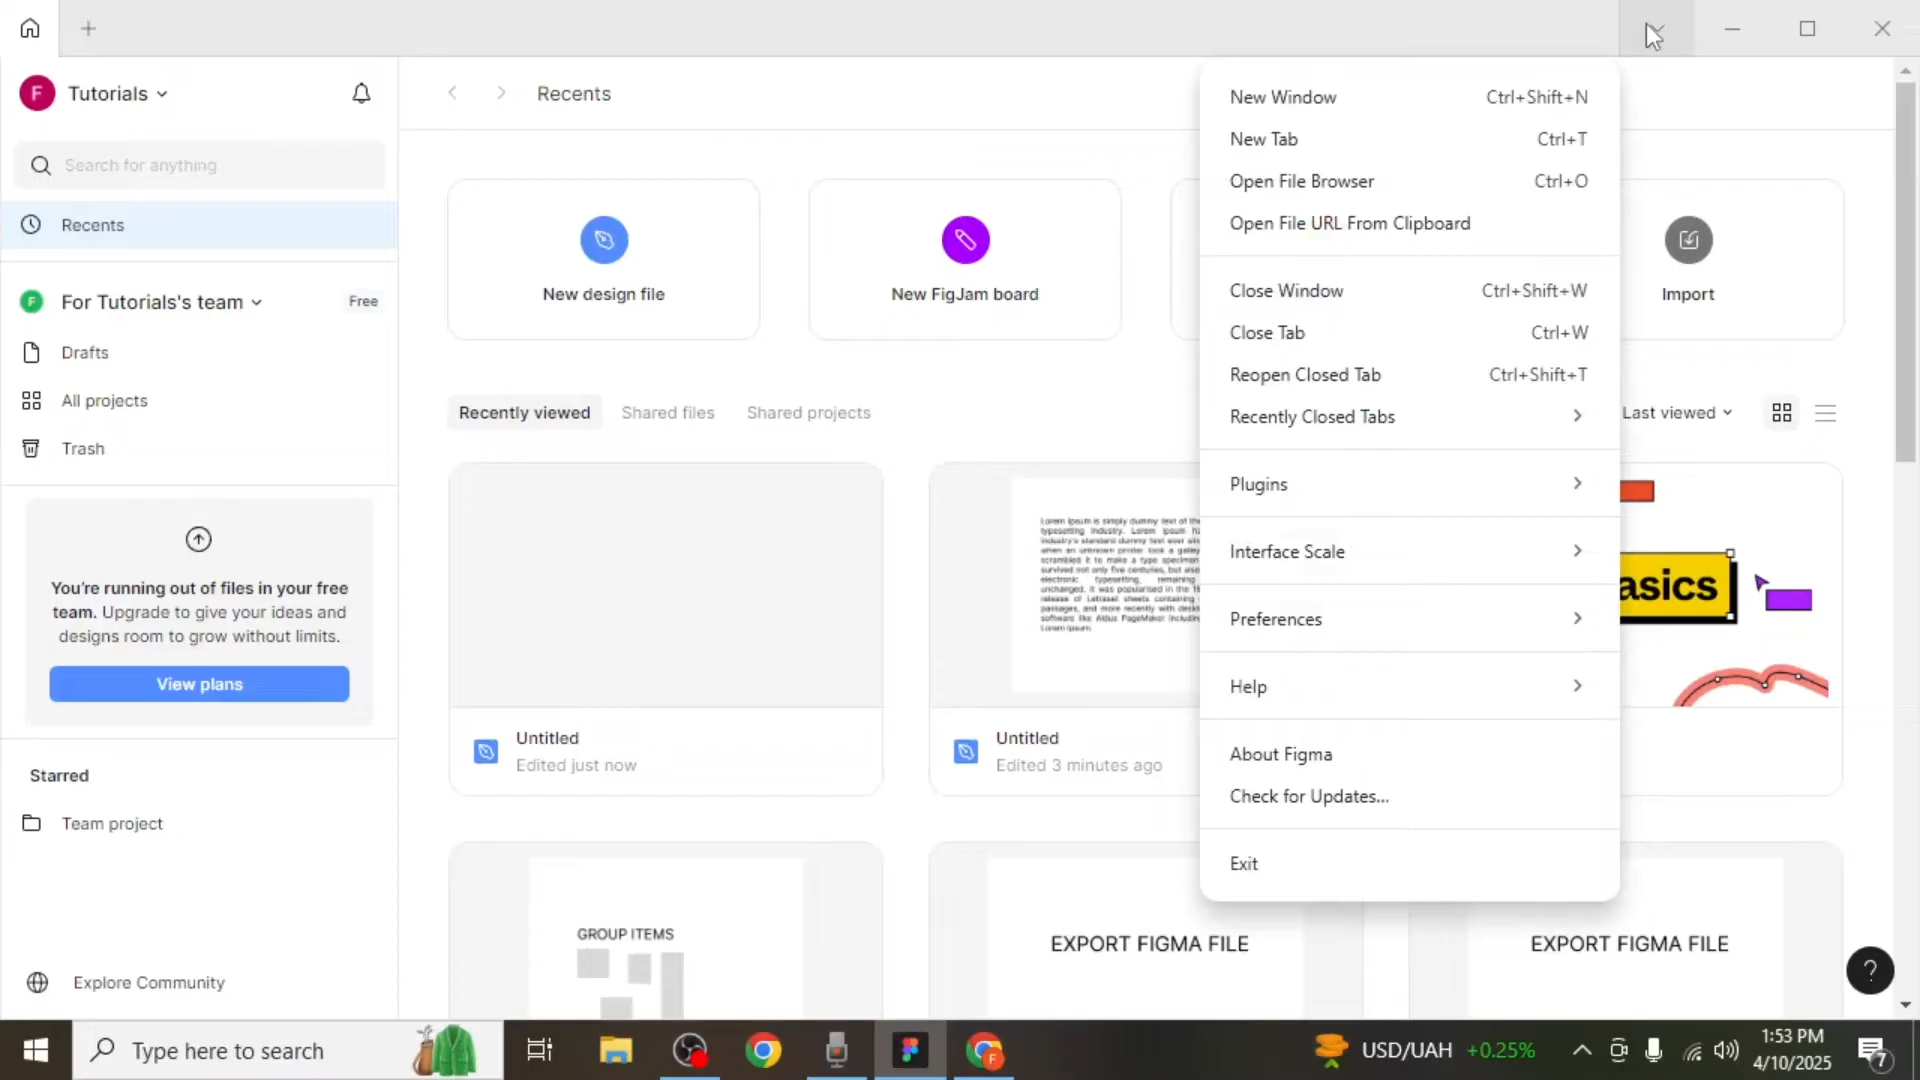 F
Tutorials
Search for anything
Recents
F
For Tutorials's team
Free
Drafts
All projects
Trash
You're running out of files in your free
team. Upgrade to give your ideas and
designs room to grow without limits.
View plans
Starred
Team project
Explore Community
Recents
New design file
New FigJam board
Import
Recently viewed
Shared files
Shared projects
Last viewed
Untitled
Edited just now
Untitled
Edited 3 minutes ago
asics
GROUP ITEMS
EXPORT FIGMA FILE
EXPORT FIGMA FILE
New Window Ctrl+Shift+N
New Tab Ctrl+T
Open File Browser Ctrl+O
Open File URL From Clipboard
Close Window Ctrl+Shift+W
Close Tab Ctrl+W
Reopen Closed Tab Ctrl+Shift+T
Recently Closed Tabs
Plugins
Interface Scale
Preferences
Help
About Figma
Check for Updates...
Exit
?
Type here to search
F
USD/UAH +0.25%
1:53 PM
4/10/2025
7